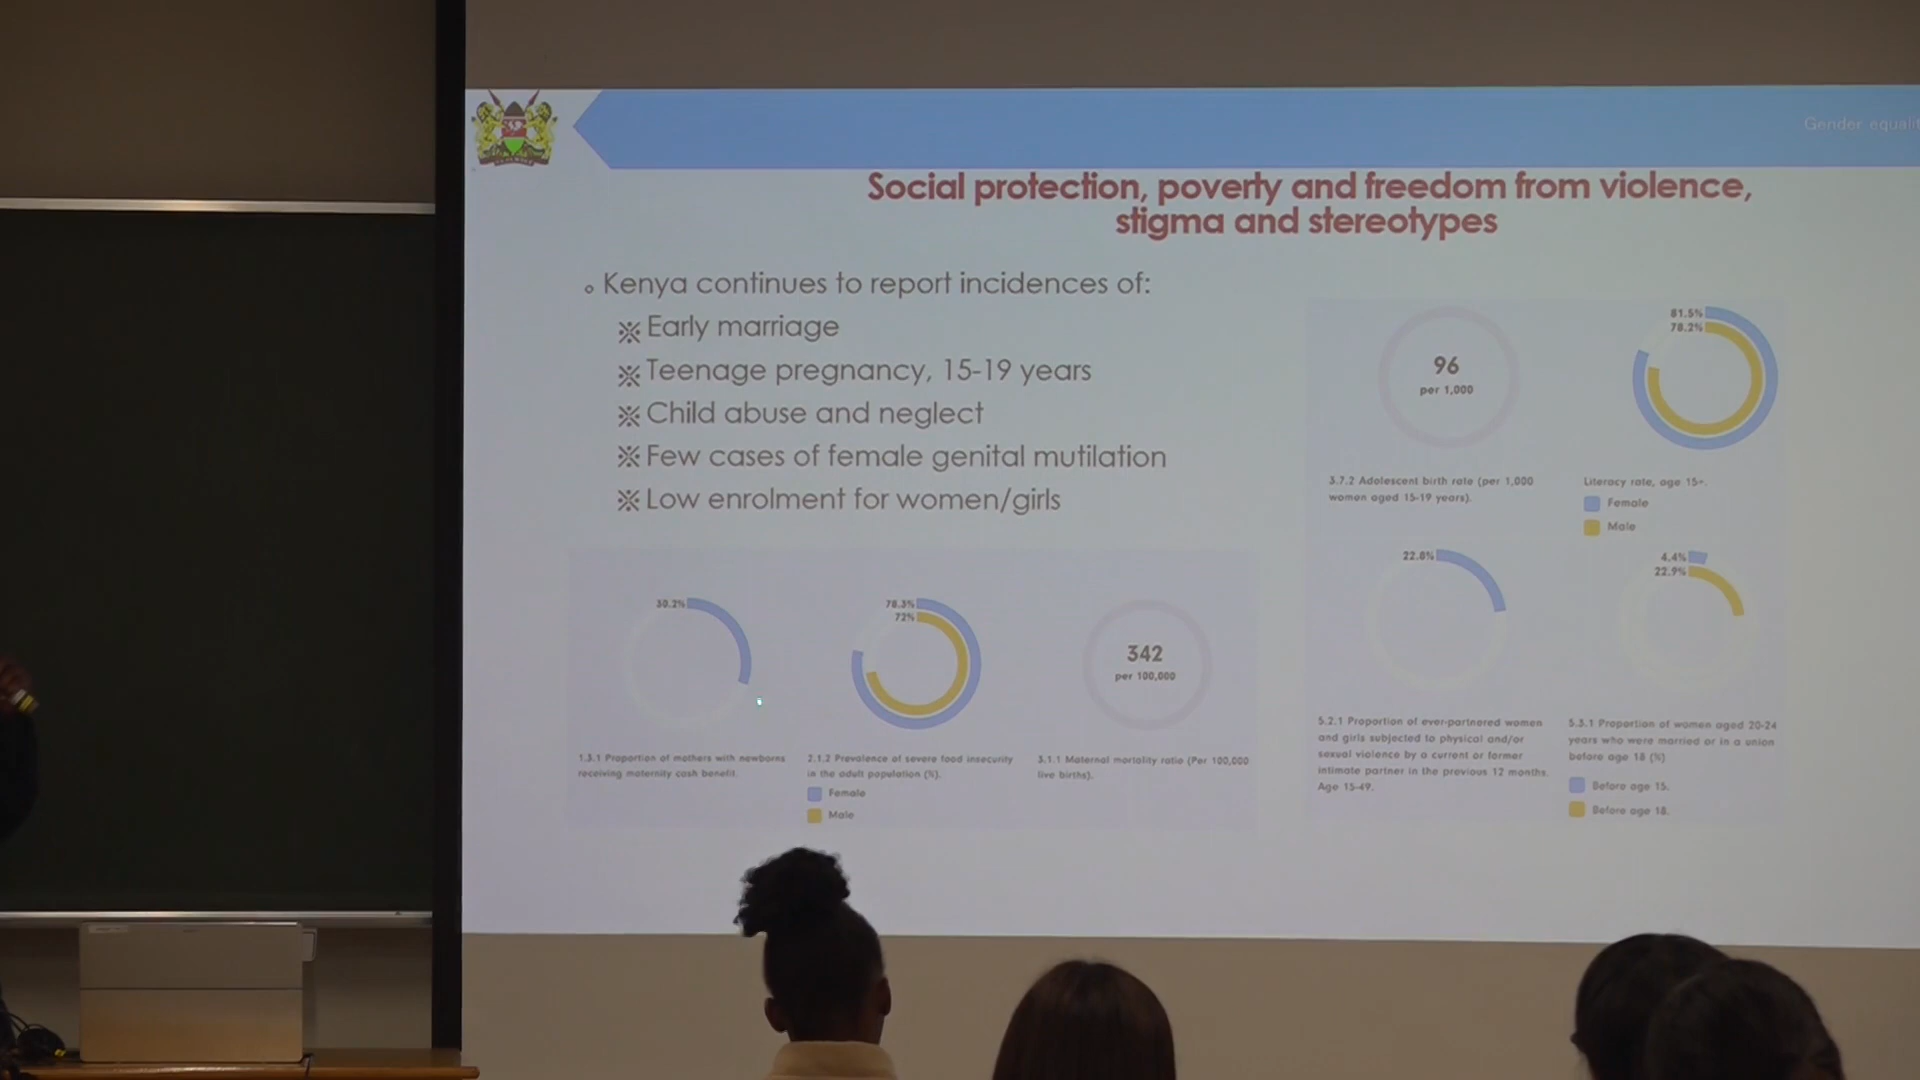 Gender equalit
Social protection, poverty and freedom from violence,
stigma and stereotypes
Kenya continues to report incidences of:
※ Early marriage
※ Teenage pregnancy, 15-19 years
※ Child abuse and neglect
※ Few cases of female genital mutilation
※ Low enrolment for women/girls
96
per 1,000
3.7.2 Adolescent birth rate (per 1,000
women aged 15-19 years).
81.5%
78.2%
Literacy rate, age 15+.
Female
Male
30.2%
1.3.1 Proportion of mothers with newborns
receiving maternity cash benefit.
78.3%
72%
2.1.2 Prevalence of severe food insecurity
in the adult population (%).
Female
Male
342
per 100,000
3.1.1 Maternal mortality ratio (Per 100,000
live births).
22.8%
5.2.1 Proportion of ever-partnered women
and girls subjected to physical and/or
sexual violence by a current or former
intimate partner in the previous 12 months.
Age 15-49.
4.4%
22.9%
5.3.1 Proportion of women aged 20-24
years who were married or in a union
before age 18 (%)
Before age 15.
Before age 18.